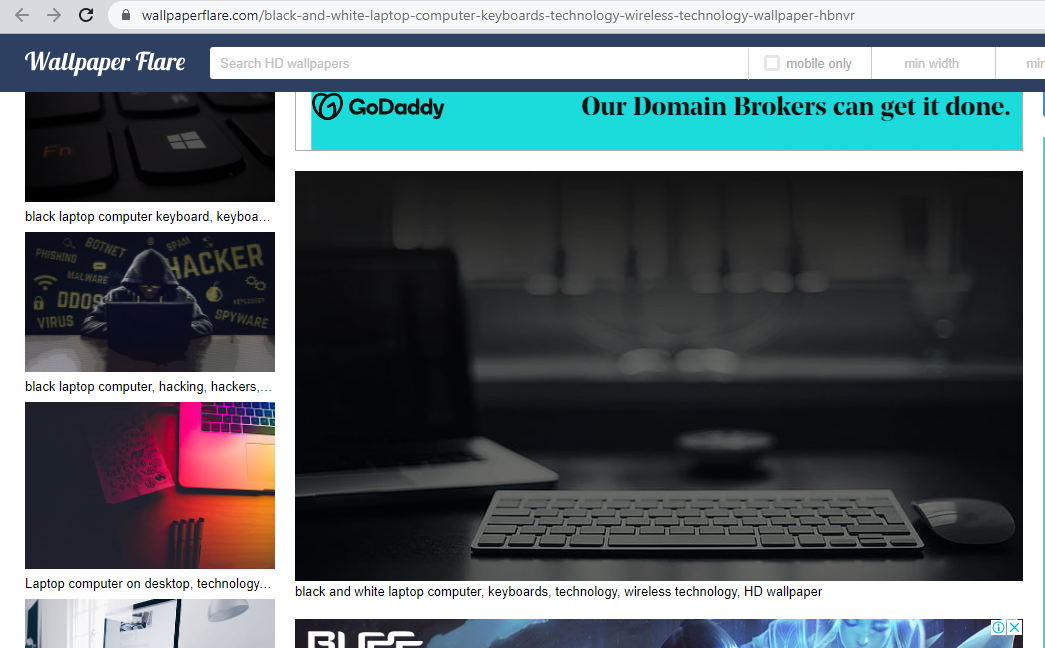 wallpaperflare.com/black-and-white-laptop-computer-keyboards-technology-wireless-technology-wallpaper-hbnvr
Wallpaper Flare
Search HD wallpapers
mobile only
min width
min
GoDaddy
Our Domain Brokers can get it done.
Fn
black laptop computer keyboard, keyboa...
PHISHING
BOTNET
SPAM
HACKER
MALWARE
DDOS
KEYLOGGER
VIRUS
SPYWARE
black laptop computer, hacking, hackers,...
Laptop computer on desktop, technology...
black and white laptop computer, keyboards, technology, wireless technology, HD wallpaper